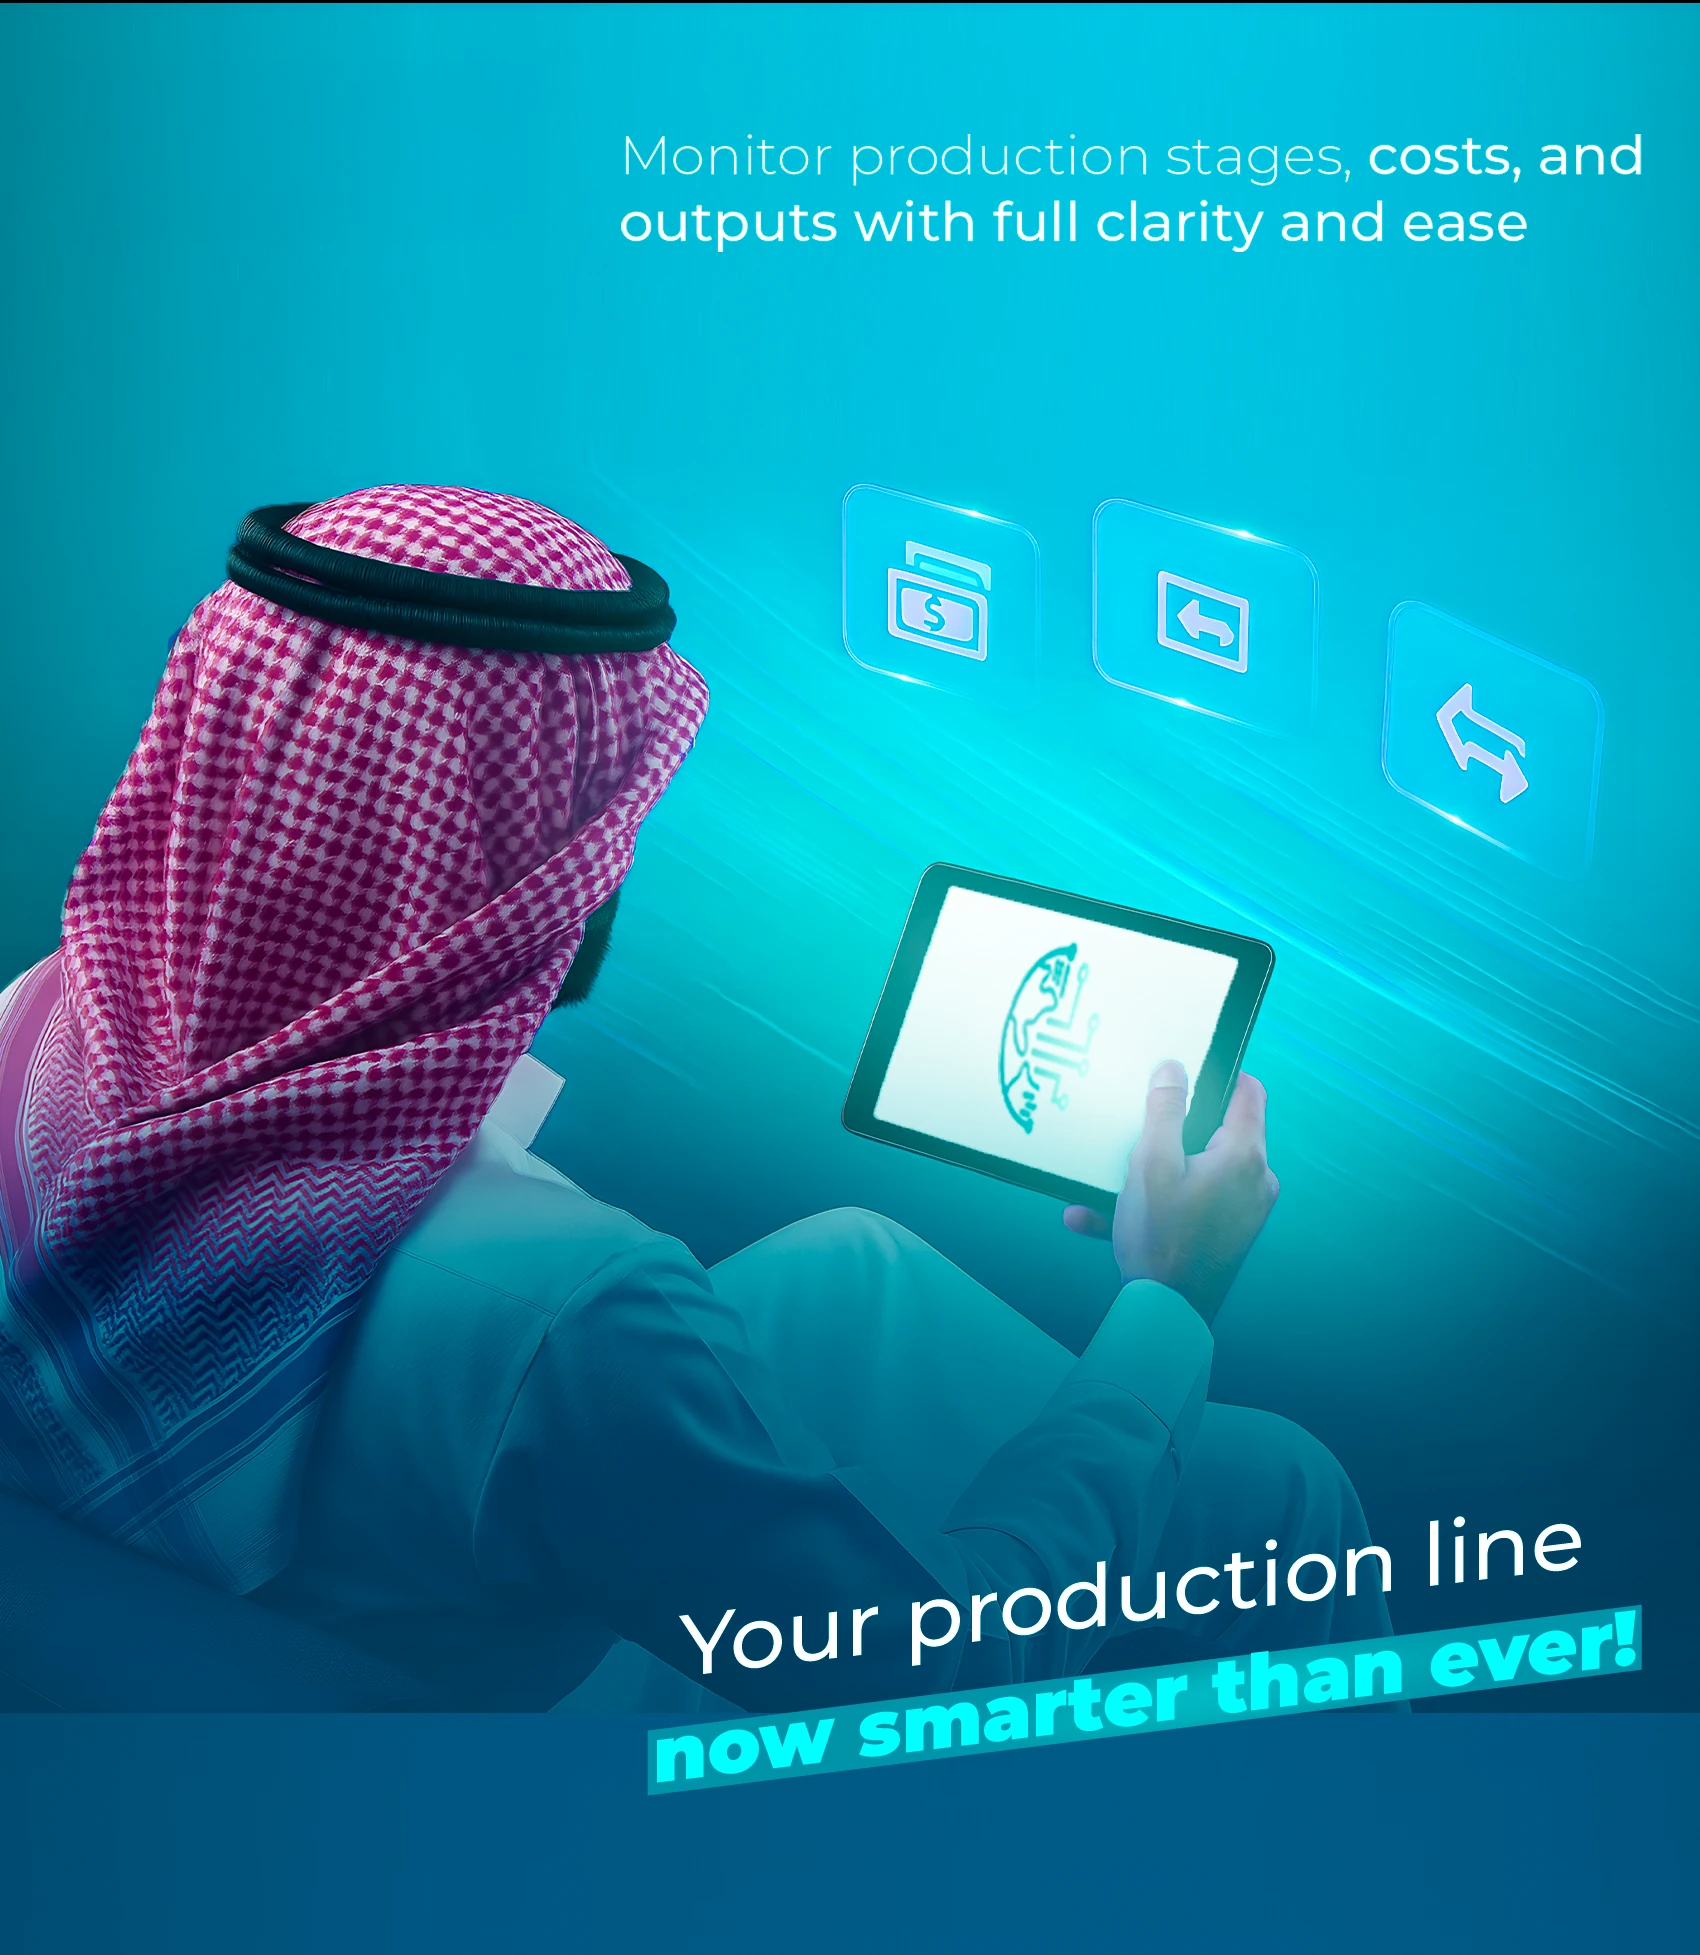 Monitor production stages, costs, and
outputs with full clarity and ease
Your production line
now smarter than ever!